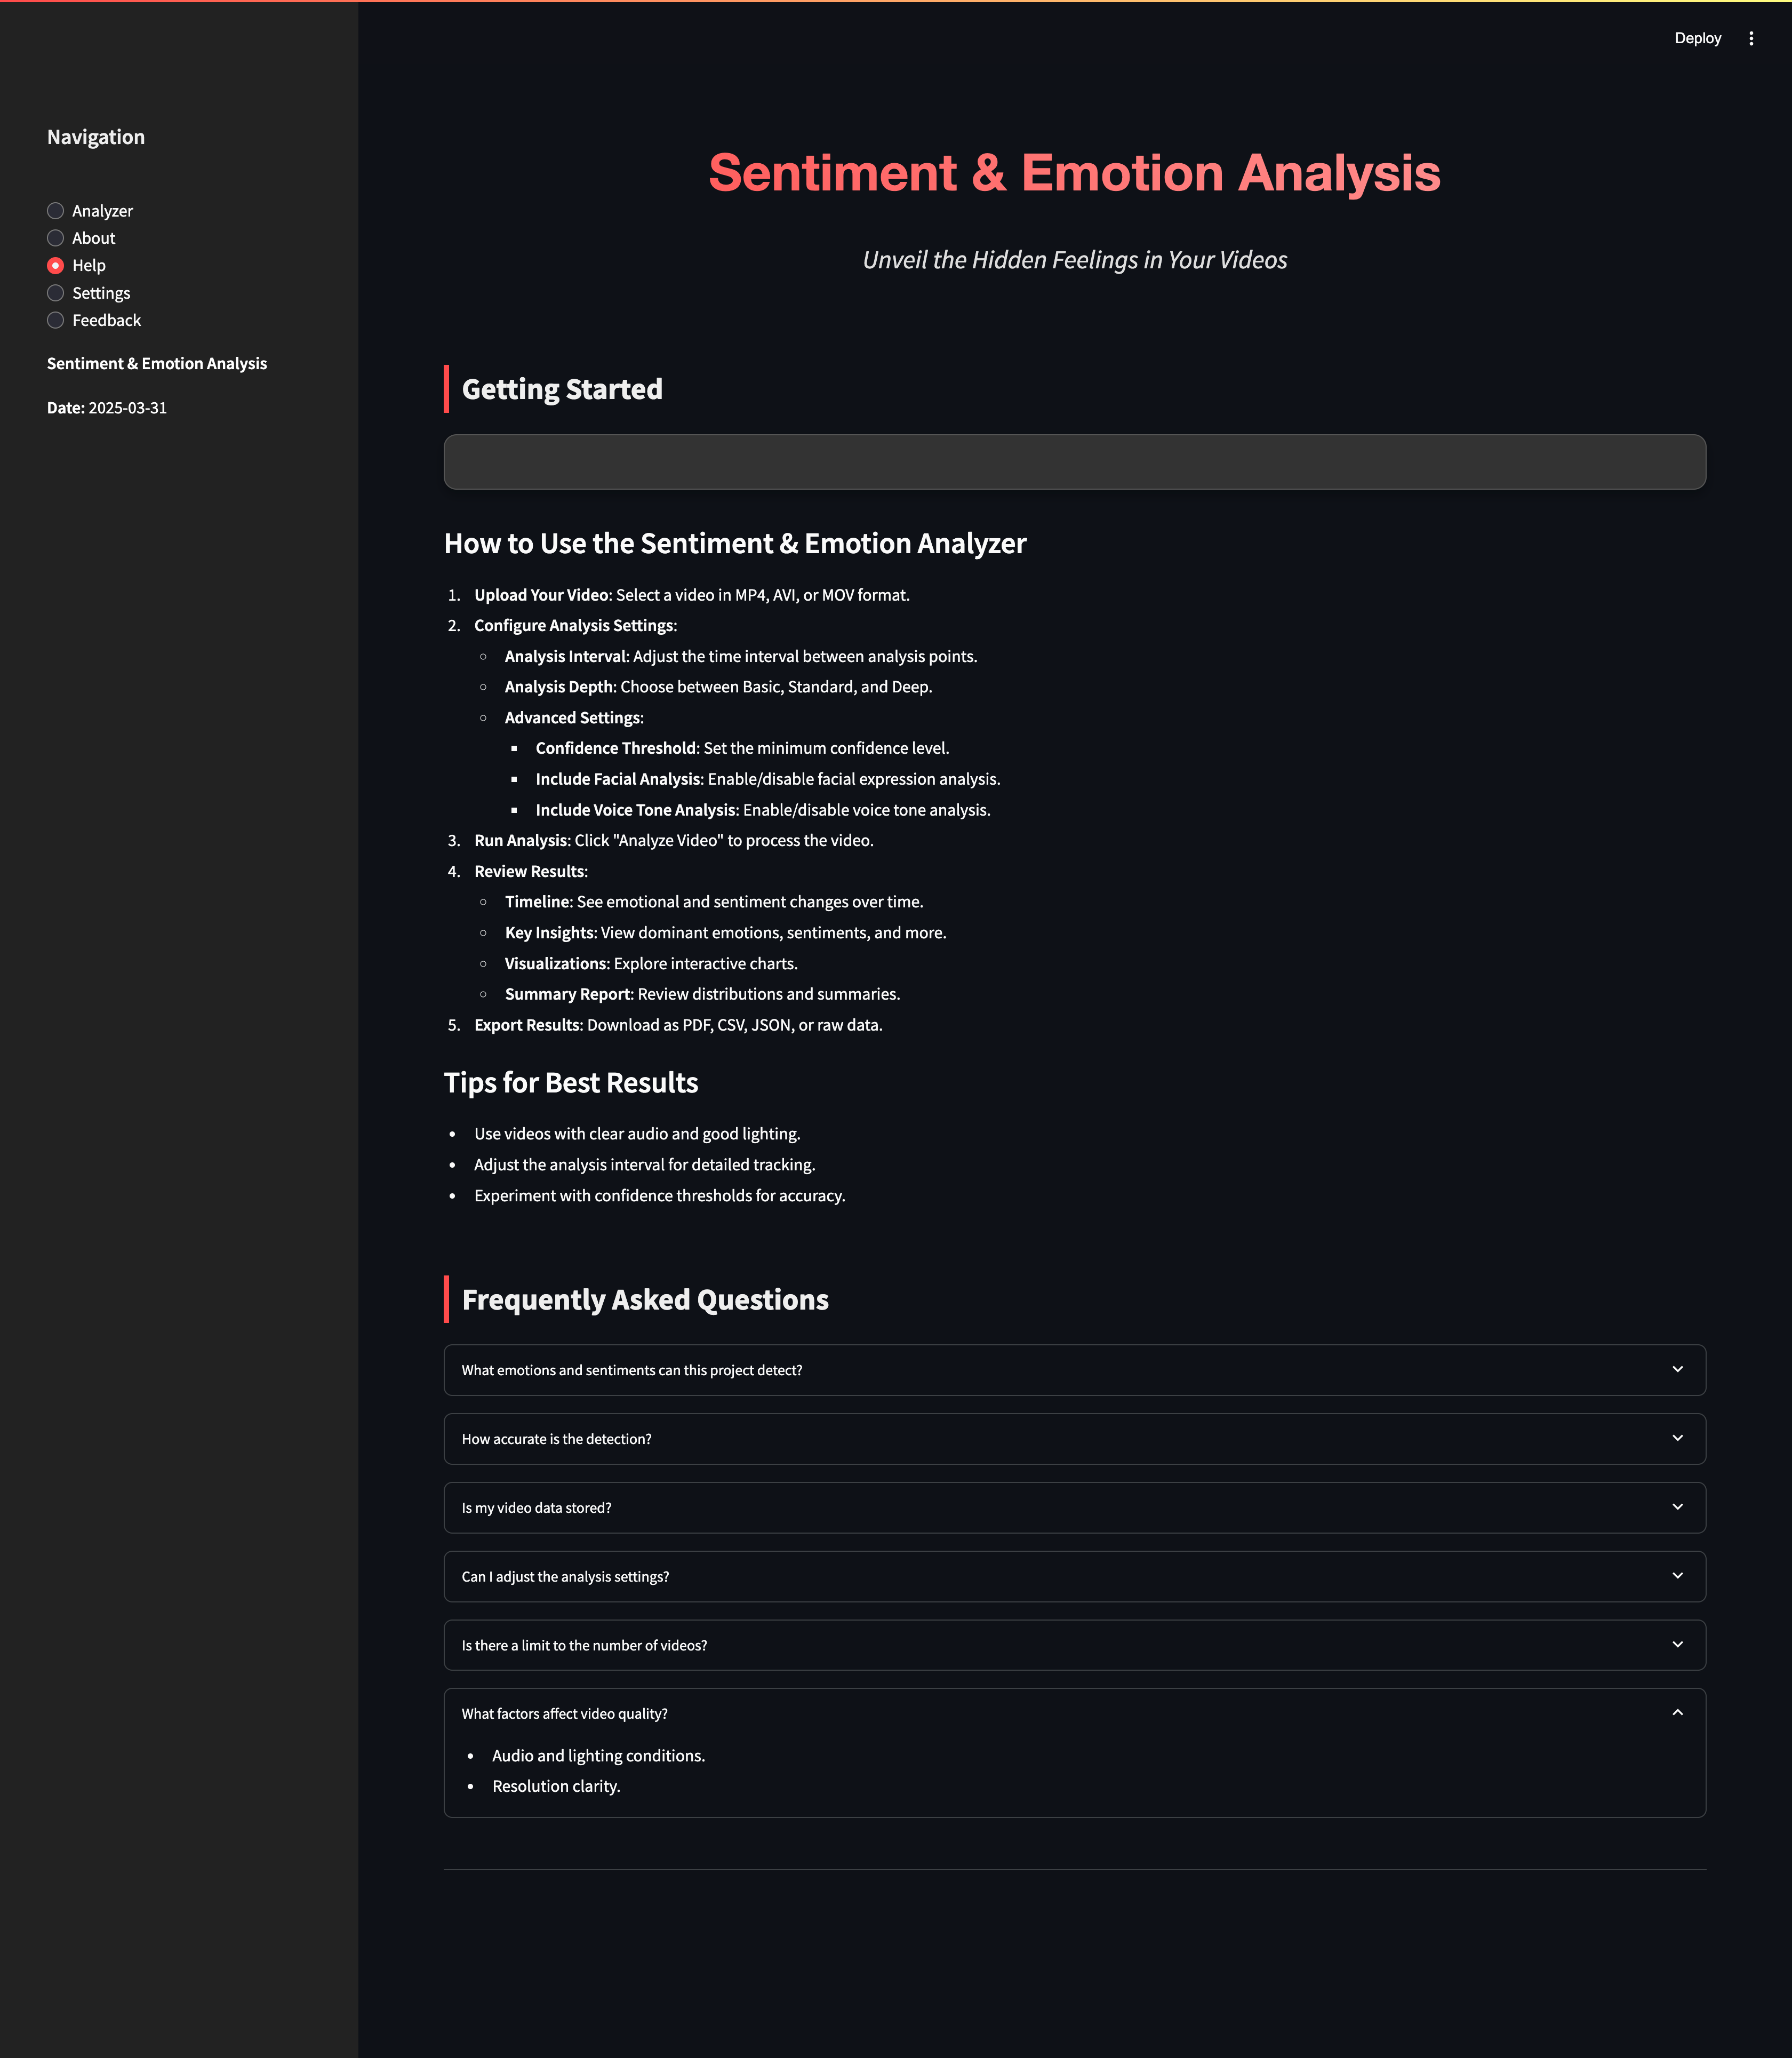 Deploy
Navigation
Analyzer
About
Help
Settings
Feedback
Sentiment & Emotion Analysis
Date: 2025-03-31
Sentiment & Emotion Analysis
Unveil the Hidden Feelings in Your Videos
Getting Started
How to Use the Sentiment & Emotion Analyzer
1. Upload Your Video: Select a video in MP4, AVI, or MOV format.
2. Configure Analysis Settings:
Analysis Interval: Adjust the time interval between analysis points.
Analysis Depth: Choose between Basic, Standard, and Deep.
Advanced Settings:
Confidence Threshold: Set the minimum confidence level.
Include Facial Analysis: Enable/disable facial expression analysis.
Include Voice Tone Analysis: Enable/disable voice tone analysis.
3. Run Analysis: Click "Analyze Video" to process the video.
4. Review Results:
Timeline: See emotional and sentiment changes over time.
Key Insights: View dominant emotions, sentiments, and more.
Visualizations: Explore interactive charts.
Summary Report: Review distributions and summaries.
5. Export Results: Download as PDF, CSV, JSON, or raw data.
Tips for Best Results
Use videos with clear audio and good lighting.
Adjust the analysis interval for detailed tracking.
Experiment with confidence thresholds for accuracy.
Frequently Asked Questions
What emotions and sentiments can this project detect?
How accurate is the detection?
Is my video data stored?
Can I adjust the analysis settings?
Is there a limit to the number of videos?
What factors affect video quality?
Audio and lighting conditions.
Resolution clarity.